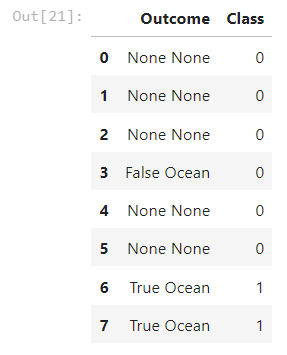 Out[21]:
Outcome Class
0 None None 0
1 None None 0
2 None None 0
3 False Ocean 0
4 None None 0
5 None None 0
6 True Ocean 1
7 True Ocean 1